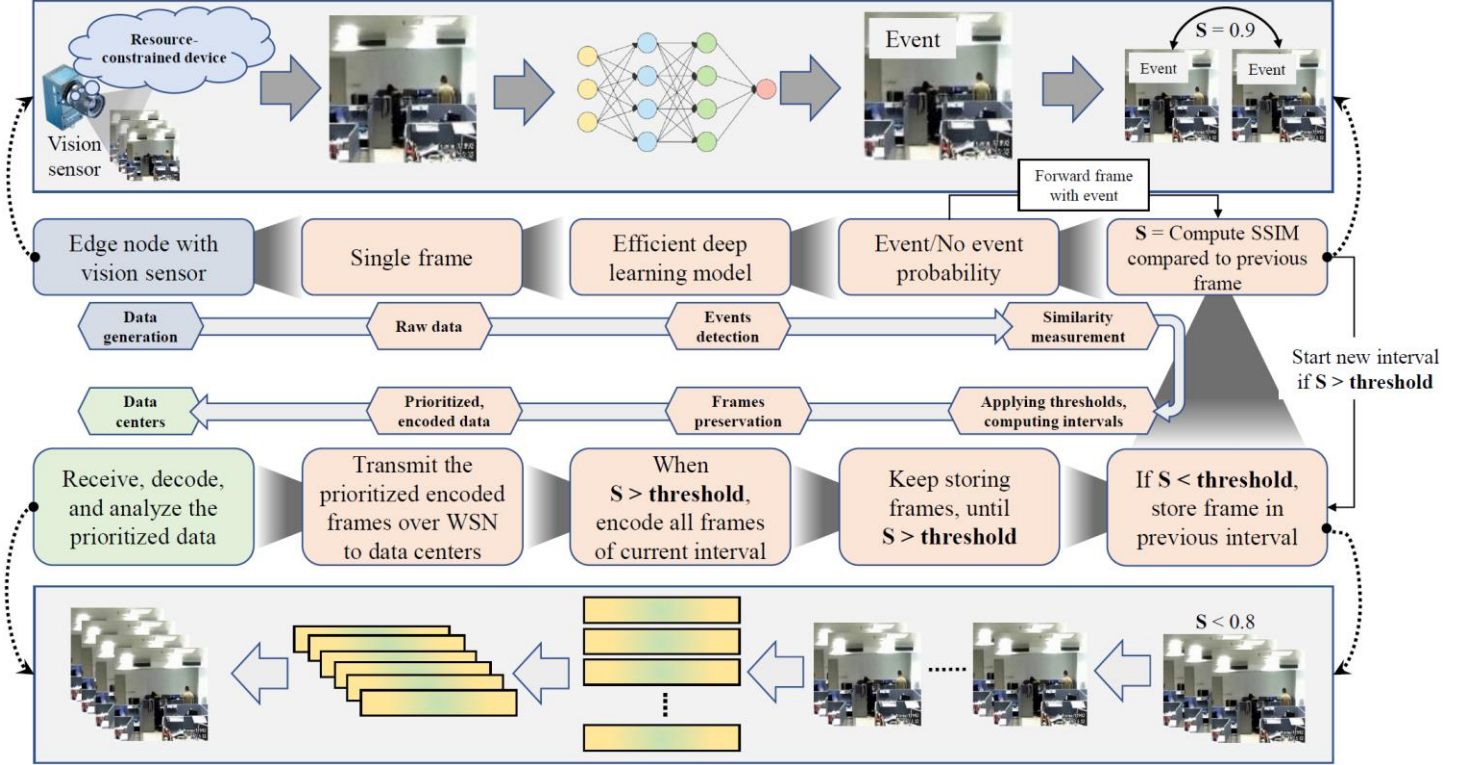 Resource-
constrained device
Vision
sensor
Event
S = 0.9
Event
Event
Forward frame
with event
Edge node with
vision sensor
Single frame
Efficient deep
learning model
Event/No event
probability
S = Compute SSIM
compared to previous
frame
Data
generation
Raw data
Events
detection
Similarity
measurement
Start new interval
if S > threshold
Data
centers
Prioritized,
encoded data
Frames
preservation
Applying thresholds,
computing intervals
Receive, decode,
and analyze the
prioritized data
Transmit the
prioritized encoded
frames over WSN
to data centers
When
S > threshold,
encode all frames
of current interval
Keep storing
frames, until
S > threshold
If S < threshold,
store frame in
previous interval
S < 0.8